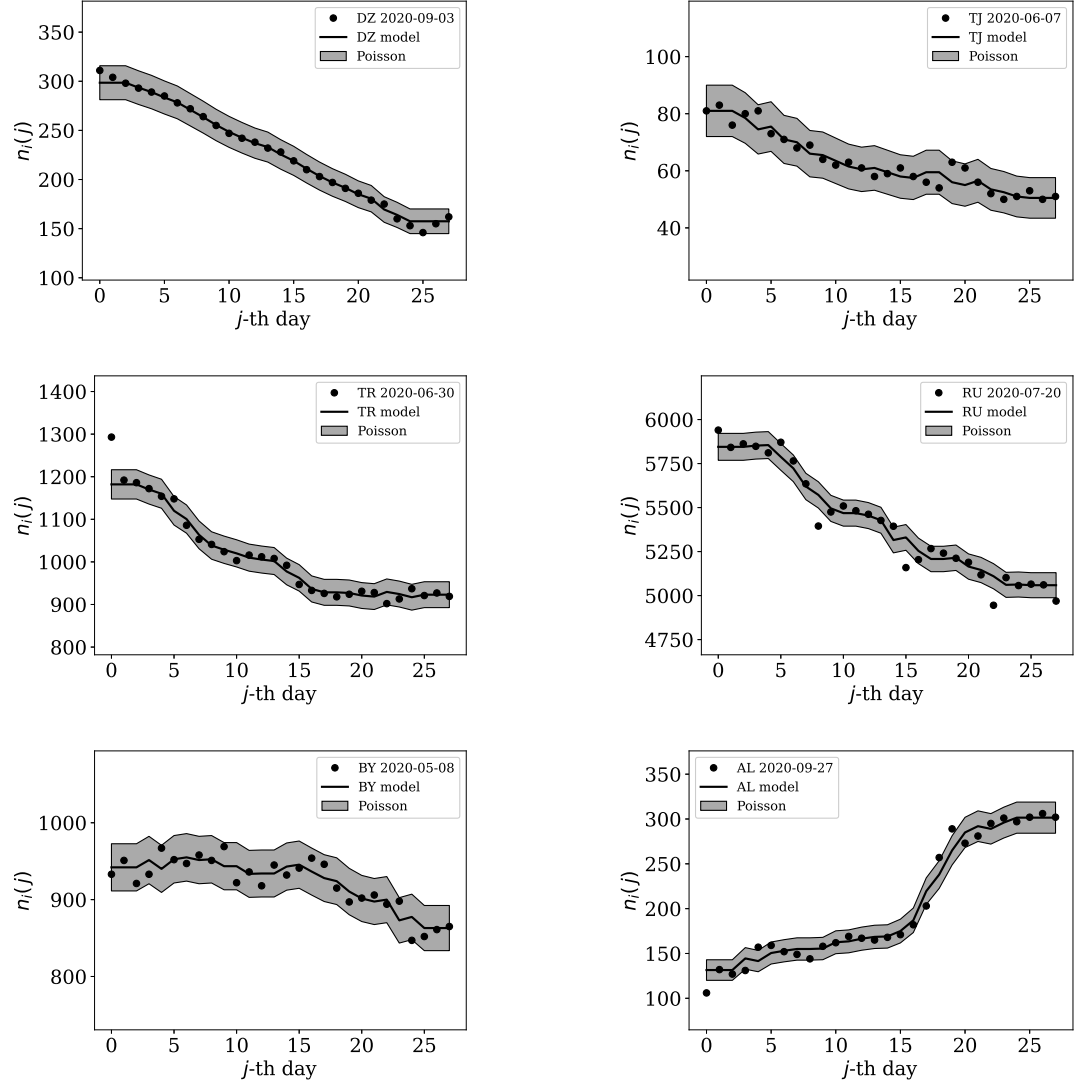 350
300
250
200
150
100
n_i(j)
0 5 10 15 20 25
j-th day
DZ 2020-09-03
DZ model
Poisson
100
80
60
40
n_i(j)
0 5 10 15 20 25
j-th day
TJ 2020-06-07
TJ model
Poisson
1400
1300
1200
1100
1000
900
800
n_i(j)
0 5 10 15 20 25
j-th day
TR 2020-06-30
TR model
Poisson
6000
5750
5500
5250
5000
4750
n_i(j)
0 5 10 15 20 25
j-th day
RU 2020-07-20
RU model
Poisson
1000
900
800
n_i(j)
0 5 10 15 20 25
j-th day
BY 2020-05-08
BY model
Poisson
350
300
250
200
150
100
n_i(j)
0 5 10 15 20 25
j-th day
AL 2020-09-27
AL model
Poisson